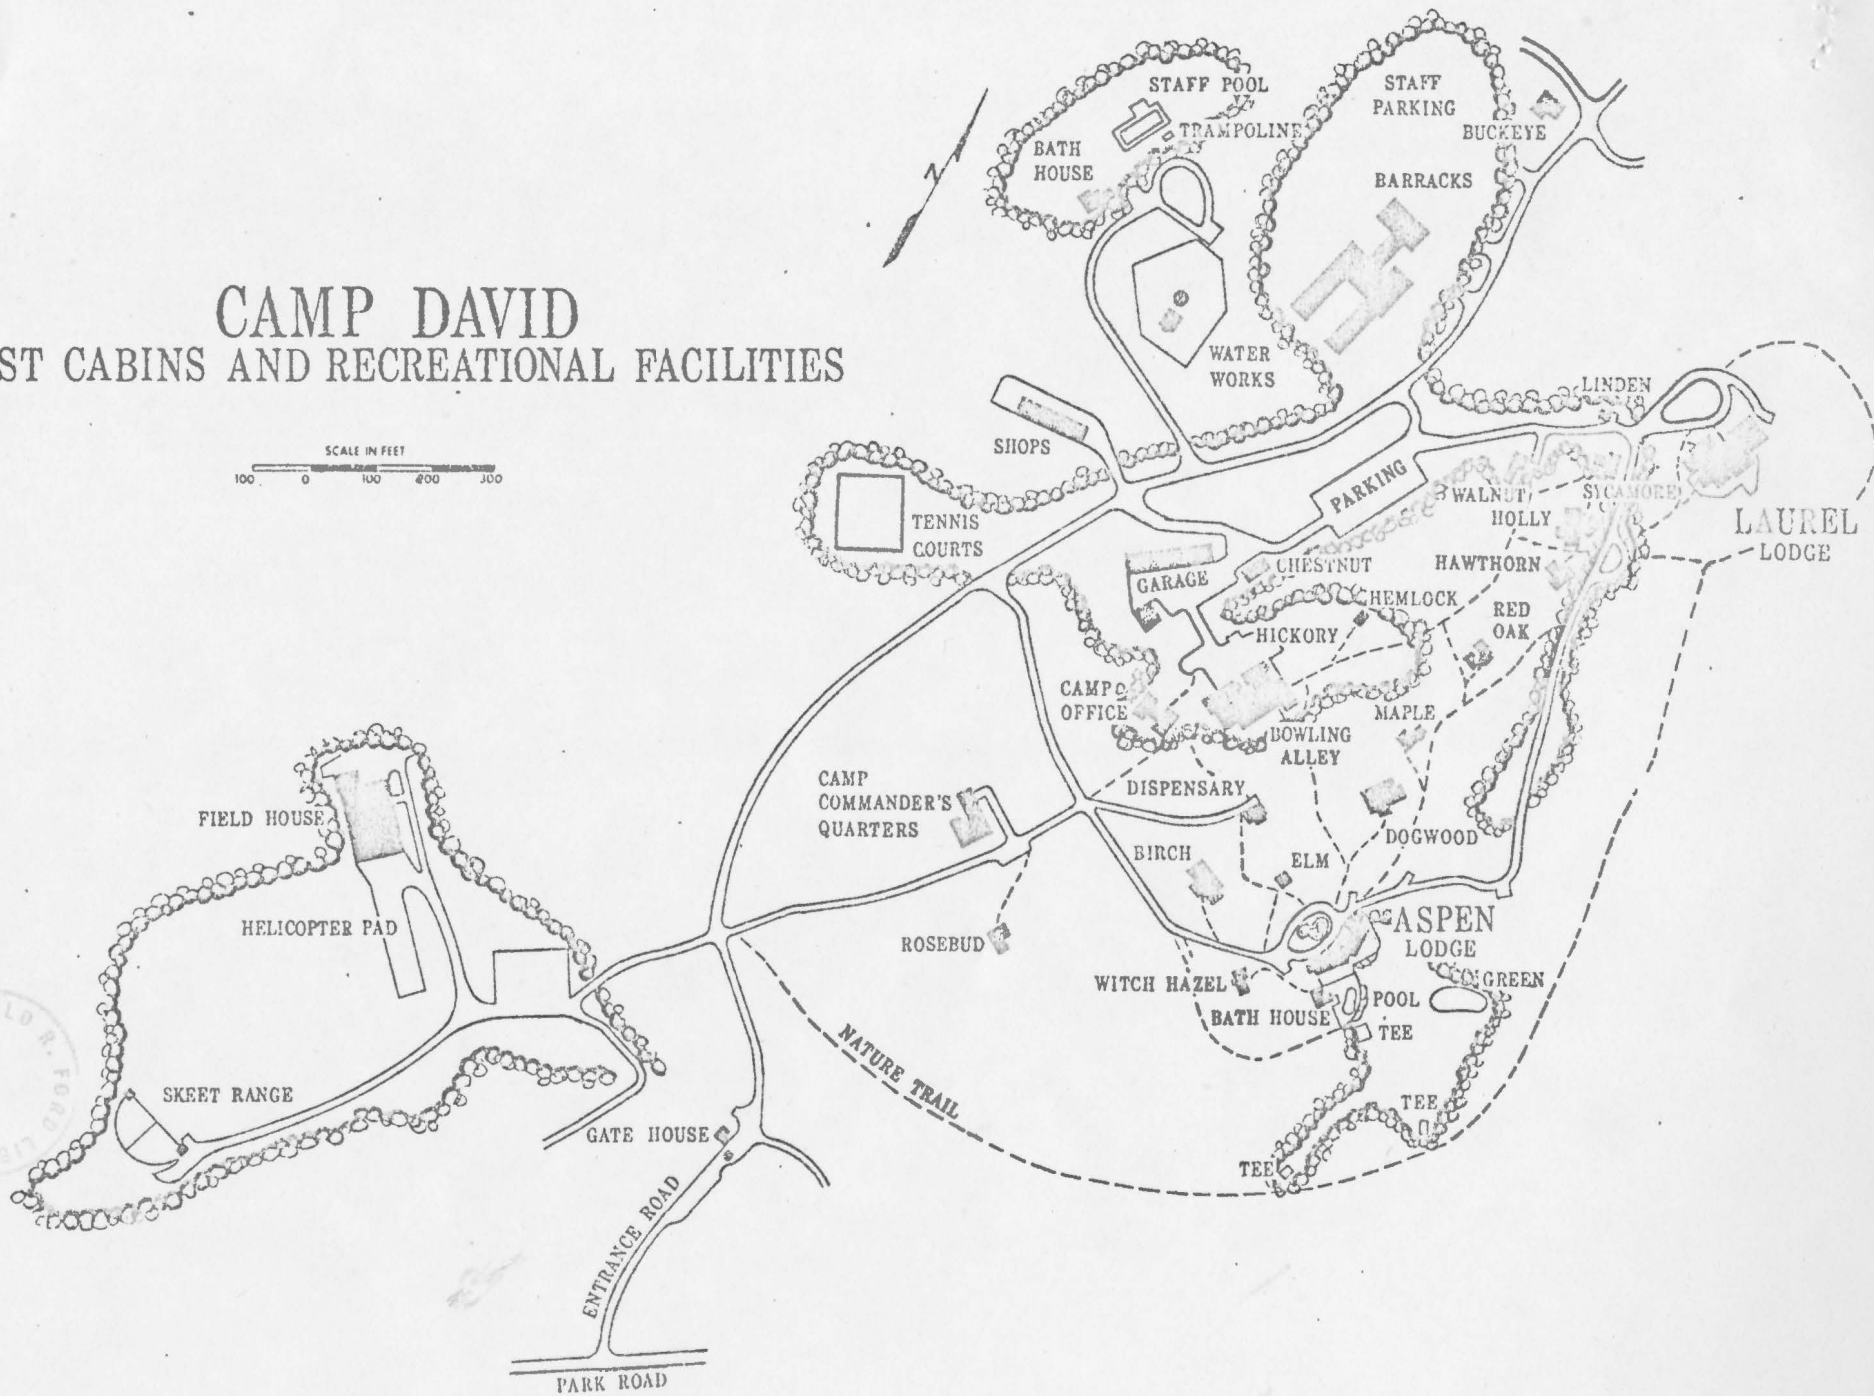 CAMP DAVID
ST CABINS AND RECREATIONAL FACILITIES
SCALE IN FEET
100 0 100 200 300
N
STAFF POOL
TRAMPOLINE
BATH
HOUSE
STAFF
PARKING
BUCKEYE
BARRACKS
WATER
WORKS
SHOPS
LINDEN
TENNIS
COURTS
PARKING
WALNUT
SYCAMORE
HOLLY
LAUREL
LODGE
GARAGE
CHESTNUT
HAWTHORN
HEMLOCK
RED
OAK
HICKORY
CAMP
OFFICE
MAPLE
BOWLING
ALLEY
CAMP
COMMANDER'S
QUARTERS
DISPENSARY
FIELD HOUSE
DOGWOOD
BIRCH
ELM
HELICOPTER PAD
ROSEBUD
ASPEN
LODGE
WITCH HAZEL
GREEN
POOL
BATH HOUSE
TEE
NATURE TRAIL
SKEET RANGE
TEE
GATE HOUSE
TEE
ENTRANCE ROAD
PARK ROAD
LD R. FORD LIB